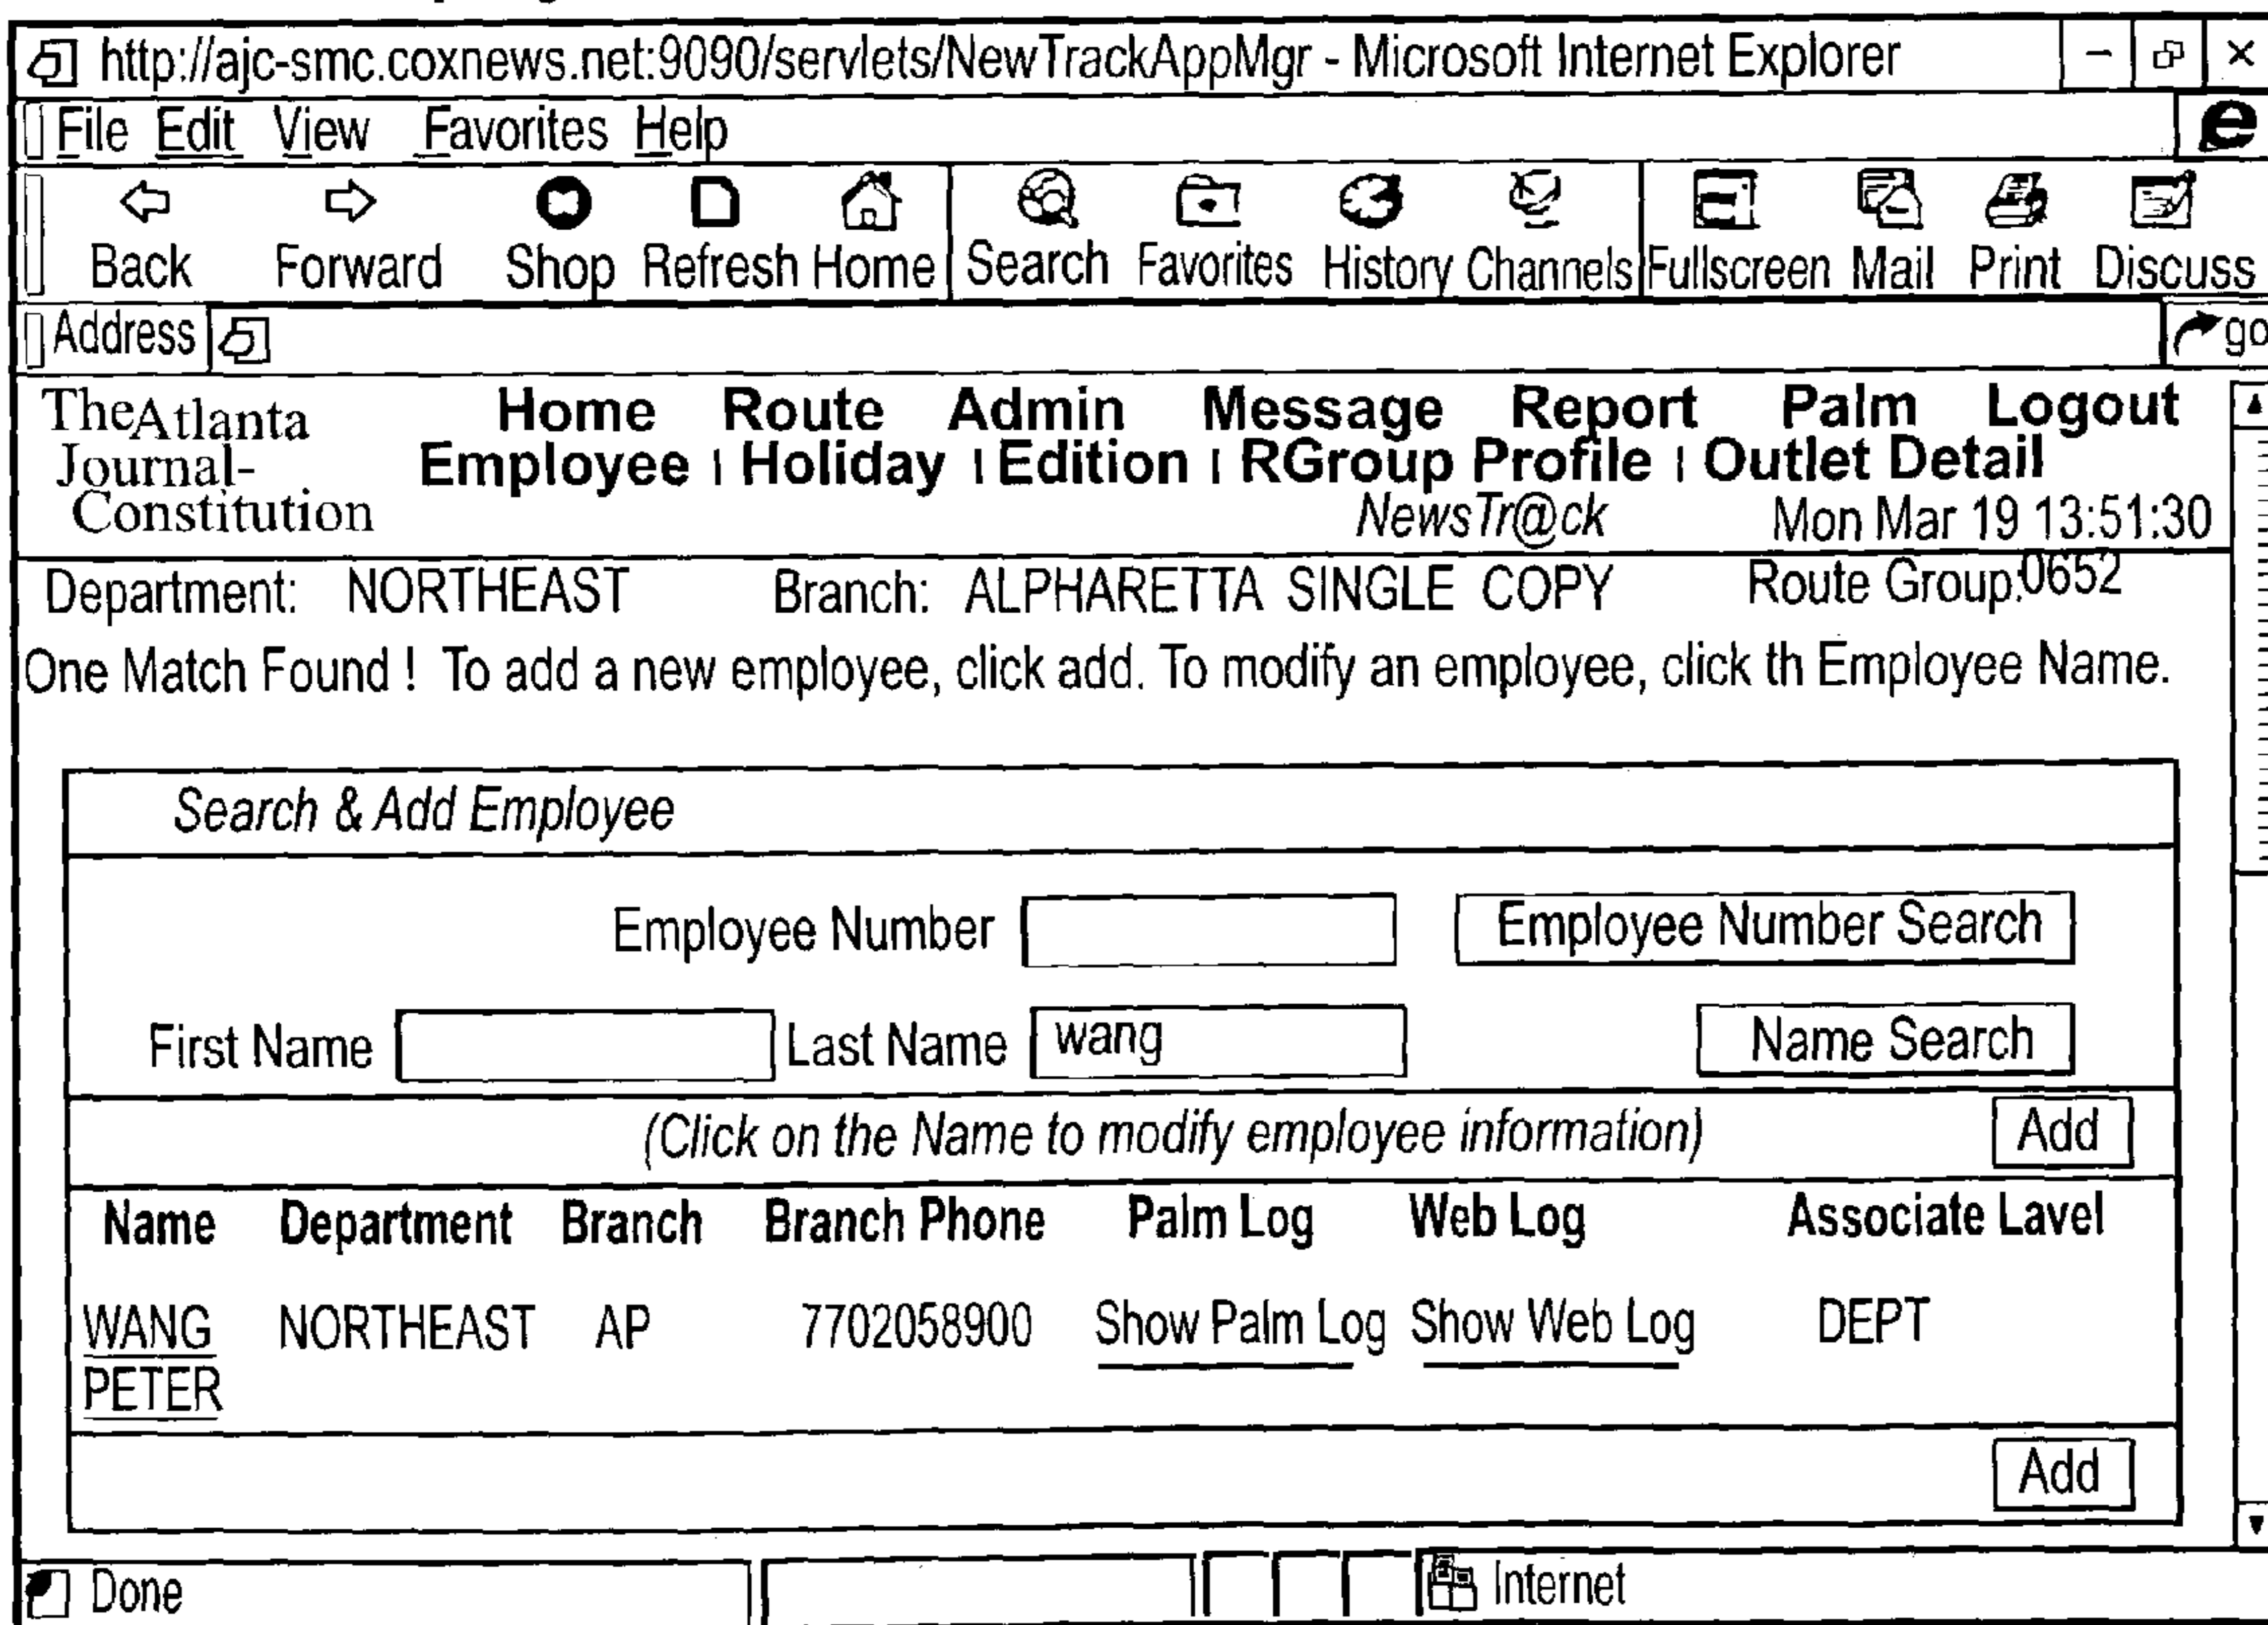 http://ajc-smc.coxnews.net:9090/servlets/NewTrackAppMgr - Microsoft Internet Explorer
File Edit View Favorites Help
Back Forward Shop Refresh Home Search Favorites History Channels Fullscreen Mail Print Discuss
Address go
The Atlanta Journal-Constitution
Home Route Admin Message Report Palm Logout
Employee | Holiday | Edition | RGroup Profile | Outlet Detail
NewsTr@ck Mon Mar 19 13:51:30
Department: NORTHEAST Branch: ALPHARETTA SINGLE COPY Route Group:0652
One Match Found ! To add a new employee, click add. To modify an employee, click th Employee Name.
Search & Add Employee
Employee Number Employee Number Search
First Name Last Name wang Name Search
(Click on the Name to modify employee information) Add
Name Department Branch Branch Phone Palm Log Web Log Associate Lavel
WANG NORTHEAST AP 7702058900 Show Palm Log Show Web Log DEPT
PETER
Add
Done Internet